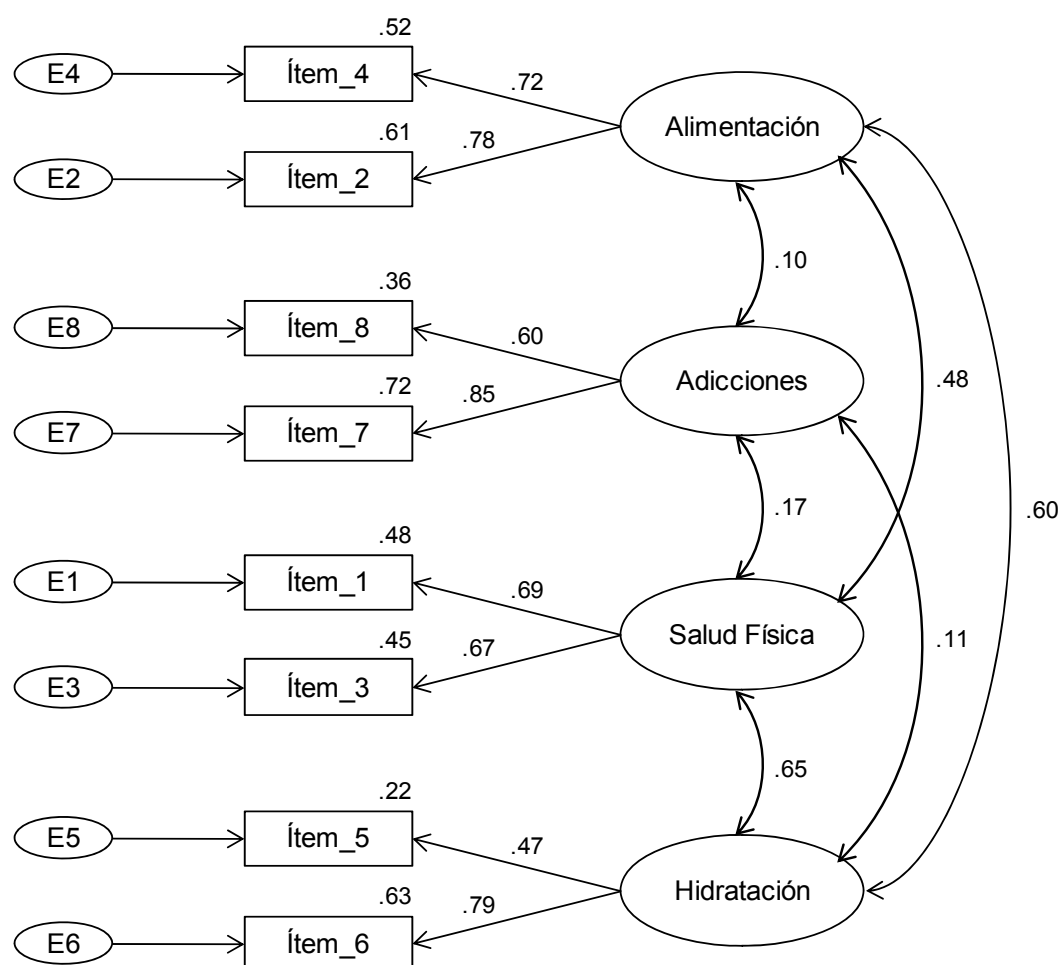 .52
E4 Ítem_4 .72
Alimentación
.61 .78
E2 Ítem_2
.10
.36
E8 Ítem_8 .60
Adicciones .48
.72 .85
E7 Ítem_7
.17 .60
.48
E1 Ítem_1 .69
Salud Física .11
.45 .67
E3 Ítem_3
.65
.22
E5 Ítem_5 .47
Hidratación
.63 .79
E6 Ítem_6